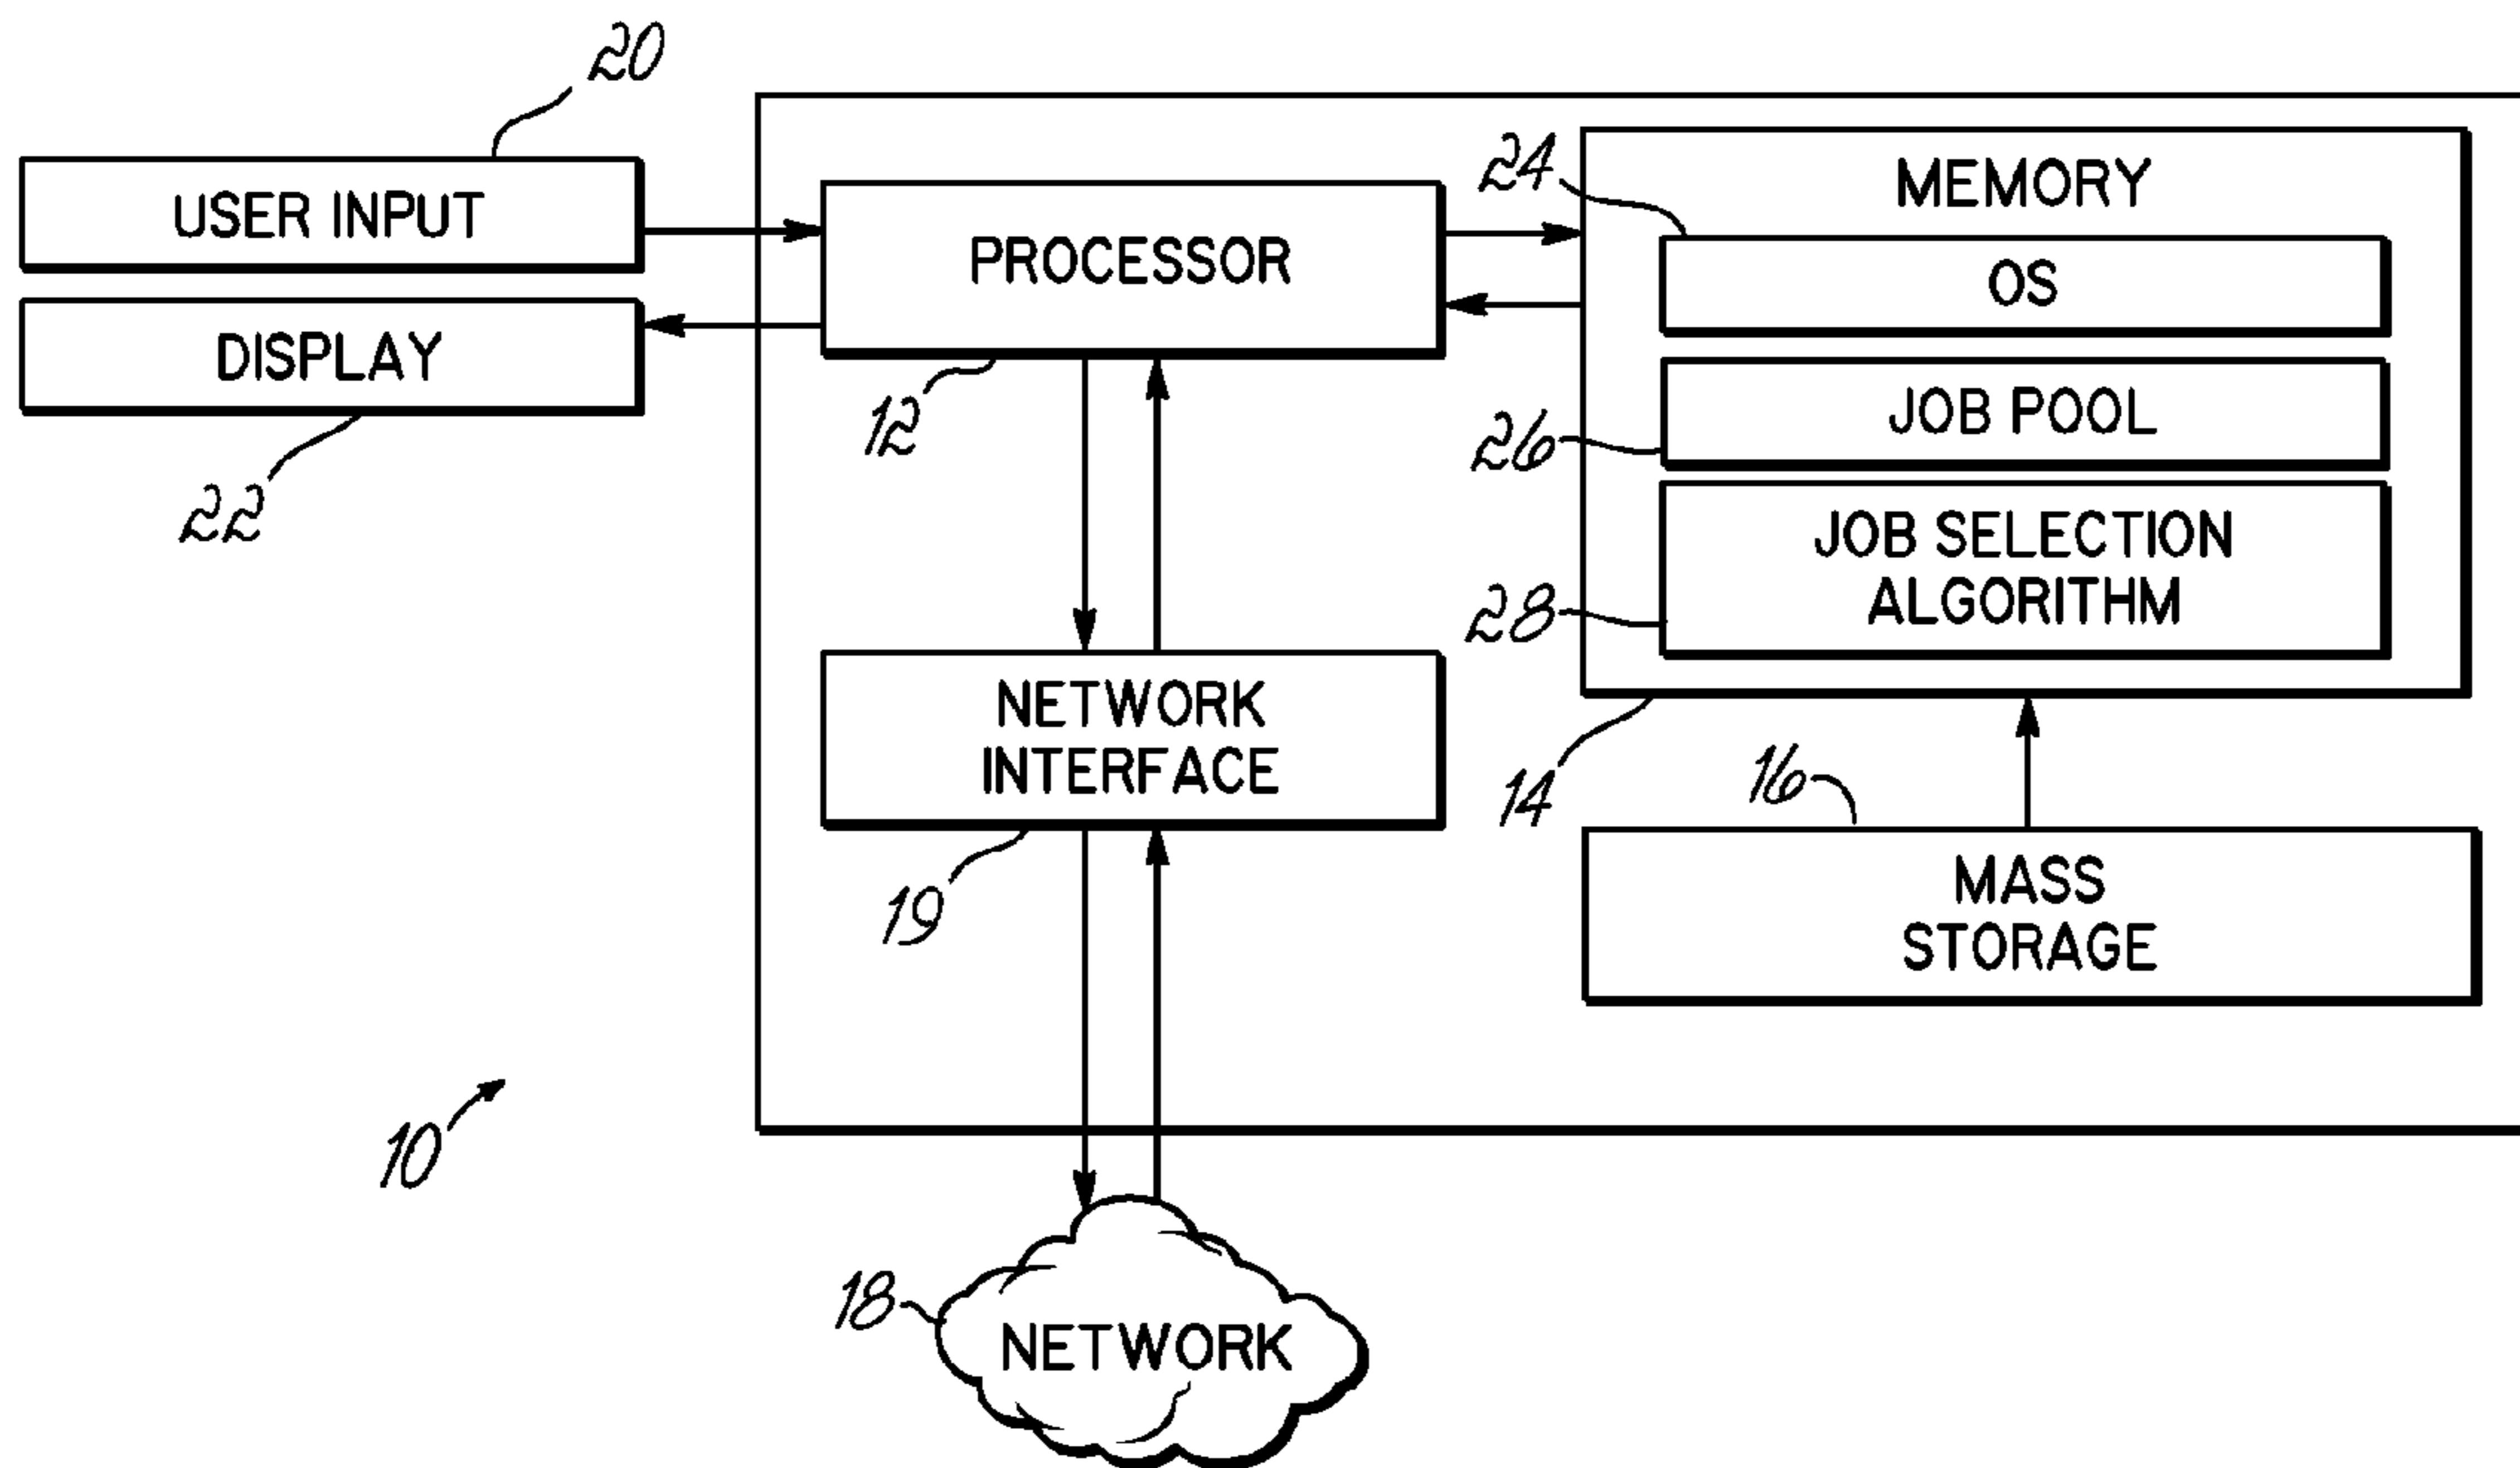 20
USER INPUT
DISPLAY
22
PROCESSOR
12
24
MEMORY
OS
26
JOB POOL
28
JOB SELECTION
ALGORITHM
14
NETWORK
INTERFACE
19
16
MASS
STORAGE
10
18
NETWORK